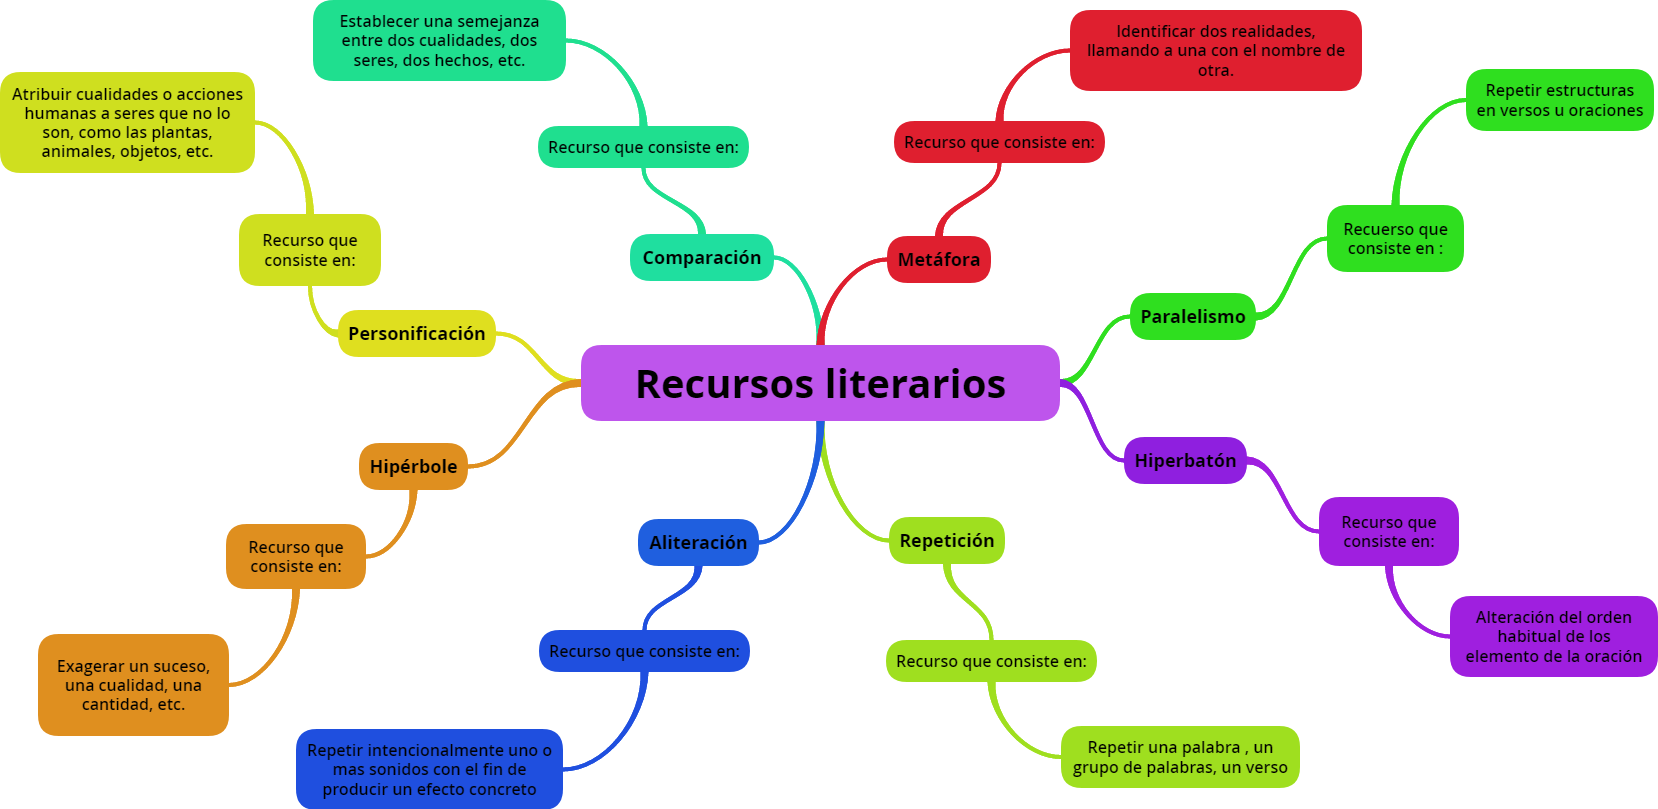 Recursos literarios
Comparación
Recurso que consiste en:
Establecer una semejanza
entre dos cualidades, dos
seres, dos hechos, etc.
Metáfora
Recurso que consiste en:
Identificar dos realidades,
llamando a una con el nombre de
otra.
Paralelismo
Recuerso que
consiste en :
Repetir estructuras
en versos u oraciones
Hiperbatón
Recurso que
consiste en:
Alteración del orden
habitual de los
elemento de la oración
Repetición
Recurso que consiste en:
Repetir una palabra , un
grupo de palabras, un verso
Aliteración
Recurso que consiste en:
Repetir intencionalmente uno o
mas sonidos con el fin de
producir un efecto concreto
Hipérbole
Recurso que
consiste en:
Exagerar un suceso,
una cualidad, una
cantidad, etc.
Personificación
Recurso que
consiste en:
Atribuir cualidades o acciones
humanas a seres que no lo
son, como las plantas,
animales, objetos, etc.